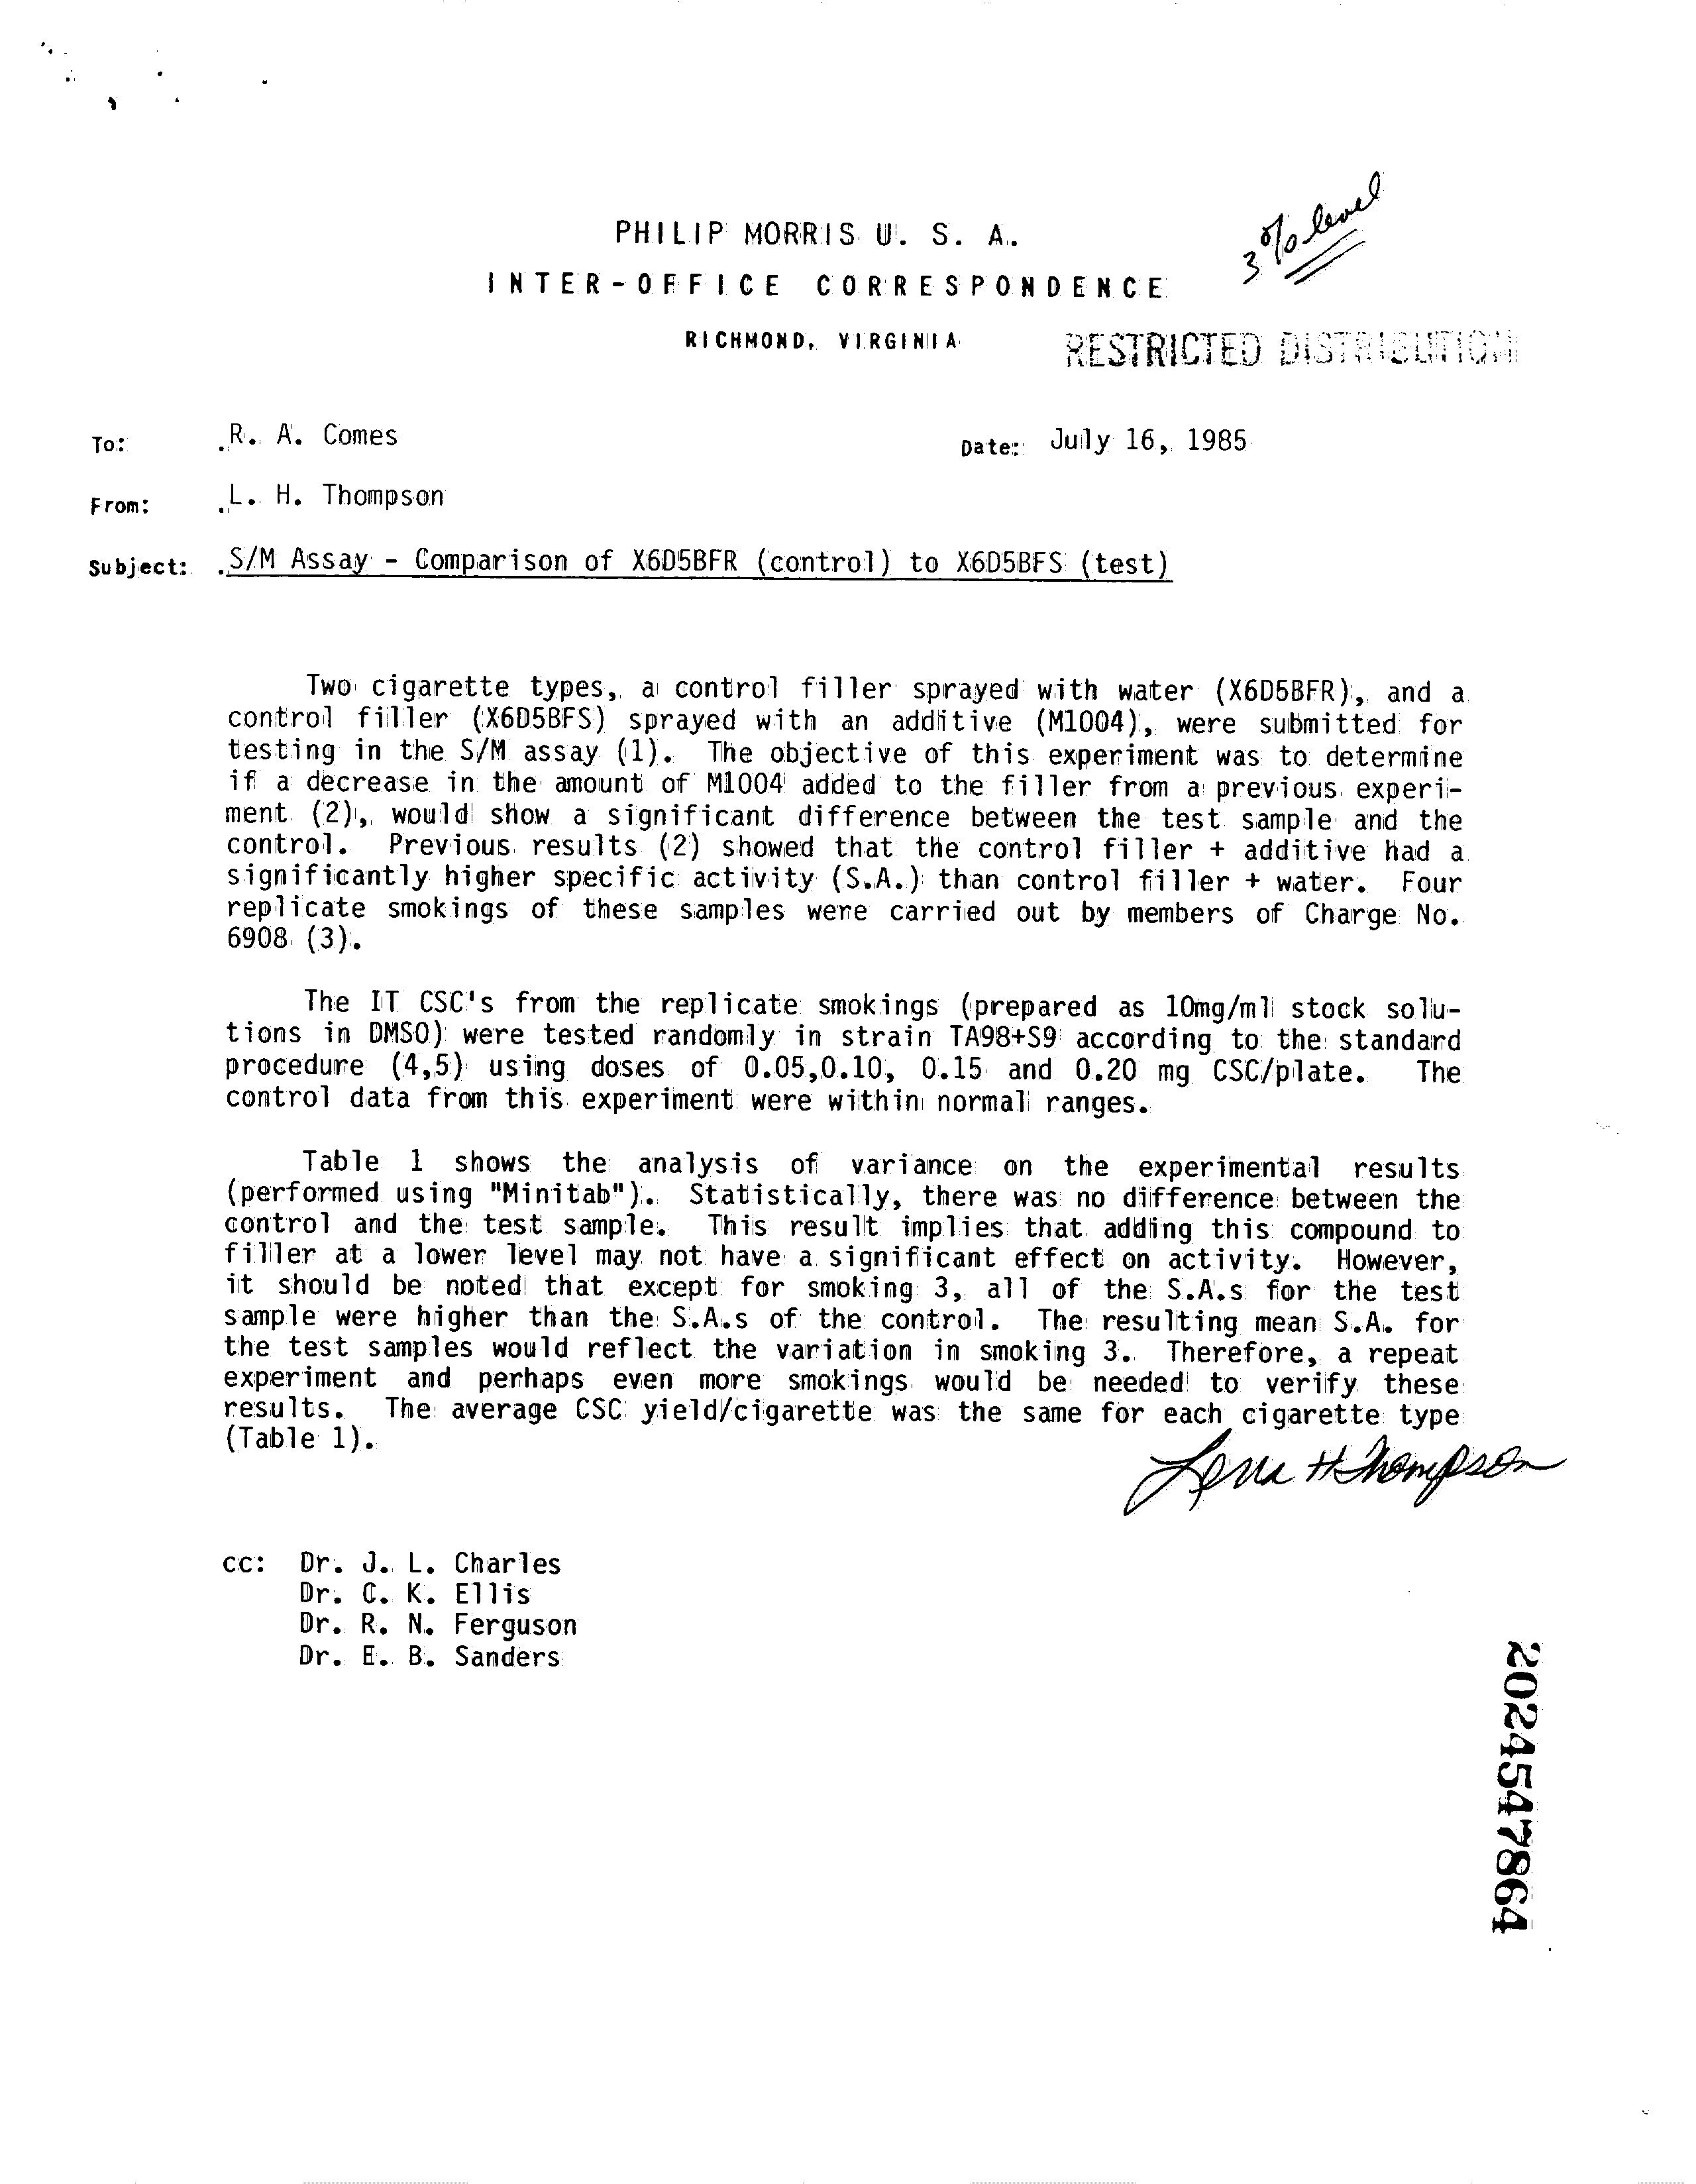 3% level
PHILIP MORRIS U. S. A.
INTER-OFFICE CORRESPONDENCE
RICHMOND, VIRGINIA
RESTRICTED DISTRIBUTION
To: R. A. Comes
Date: July 16, 1985
From: L. H. Thompson
Subject: S/M Assay - Comparison of X6D5BFR (control) to X6D5BFS (test)
Two cigarette types, a control filler sprayed with water (X6D5BFR), and a
control filler (X6D5BFS) sprayed with an additive (M1004), were submitted for
testing in the S/M assay (1). The objective of this experiment was to determine
if a decrease in the amount of M1004 added to the filler from a previous experi-
ment (2), would show a significant difference between the test sample and the
control. Previous results (2) showed that the control filler + additive had a
significantly higher specific activity (S.A.) than control filler + water. Four
replicate smokings of these samples were carried out by members of Charge No.
6908 (3).
The IT CSC's from the replicate smokings (prepared as 10mg/ml stock solu-
tions in DMSO) were tested randomly in strain TA98+S9 according to the standard
procedure (4,5) using doses of 0.05,0.10, 0.15 and 0.20 mg CSC/plate. The
control data from this experiment were within normal ranges.
Table 1 shows the analysis of variance on the experimental results
(performed using "Minitab"). Statistically, there was no difference between the
control and the test sample. This result implies that adding this compound to
filler at a lower level may not have a significant effect on activity. However,
it should be noted that except for smoking 3, all of the S.A.s for the test
sample were higher than the S.A.s of the control. The resulting mean S.A. for
the test samples would reflect the variation in smoking 3. Therefore, a repeat
experiment and perhaps even more smokings would be needed to verify these
results. The average CSC yield/cigarette was the same for each cigarette type
(Table 1).
Lena H Thompson
cc: Dr. J. L. Charles
Dr. C. K. Ellis
Dr. R. N. Ferguson
Dr. E. B. Sanders
2024547864